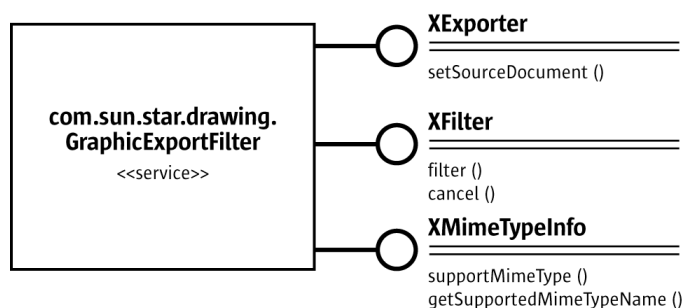 com.sun.star.drawing.
GraphicExportFilter
<<service>>
XExporter
setSourceDocument ()
XFilter
filter ()
cancel ()
XMimeTypeInfo
supportMimeType ()
getSupportedMimeTypeName ()